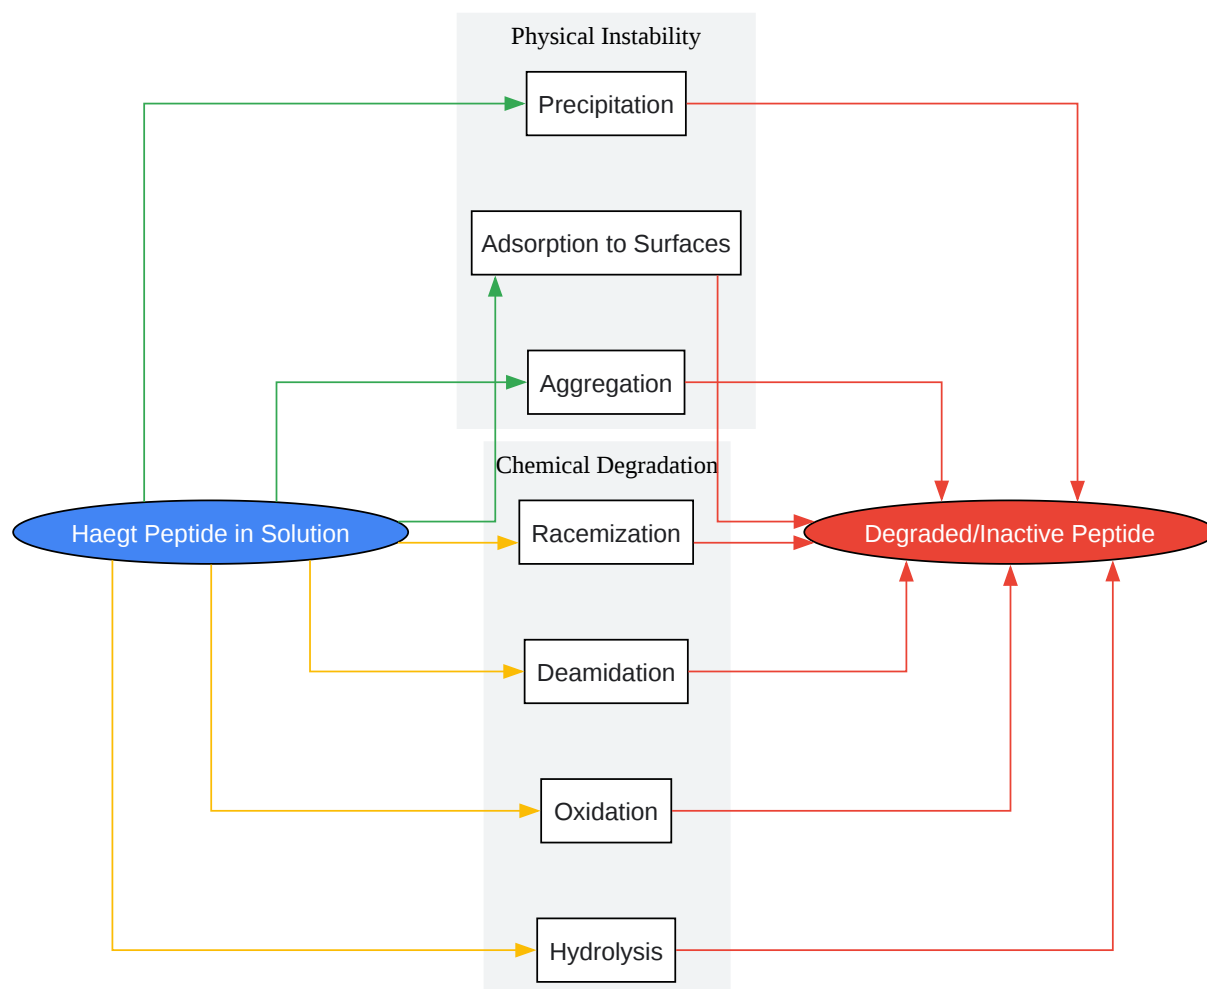 Physical Instability
Precipitation
Adsorption to Surfaces
Aggregation
Chemical Degradation
Haegt Peptide in Solution
Racemization
Degraded/Inactive Peptide
Deamidation
Oxidation
Hydrolysis